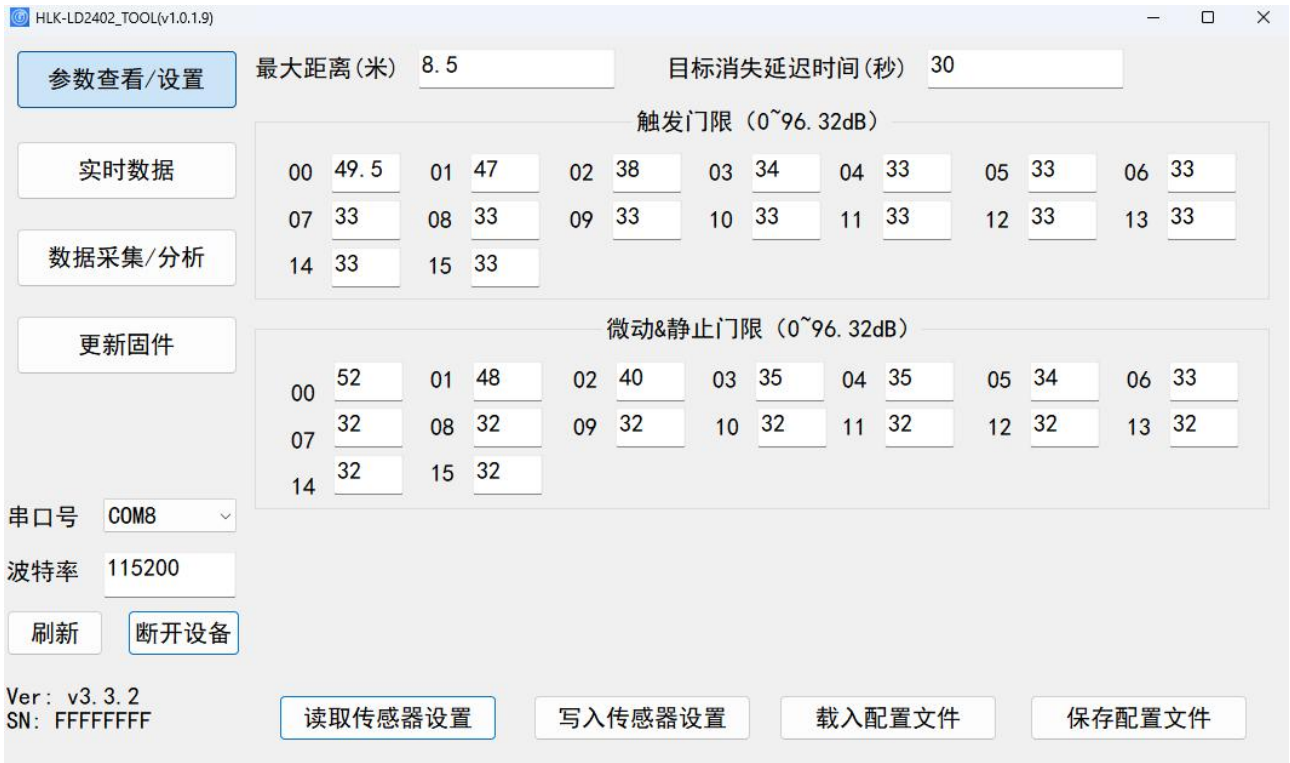 HLK-LD2402_TOOL(v1.0.1.9)
参数查看/设置 最大距离(米) 8.5 目标消失延迟时间(秒) 30
触发门限（0~96.32dB）
实时数据 00 49.5 01 47 02 38 03 34 04 33 05 33 06 33
07 33 08 33 09 33 10 33 11 33 12 33 13 33
数据采集/分析 14 33 15 33
微动&静止门限（0~96.32dB）
更新固件
00 52 01 48 02 40 03 35 04 35 05 34 06 33
07 32 08 32 09 32 10 32 11 32 12 32 13 32
14 32 15 32
串口号 COM8
波特率 115200
刷新 断开设备
Ver: v3.3.2
SN: FFFFFFFF
读取传感器设置 写入传感器设置 载入配置文件 保存配置文件